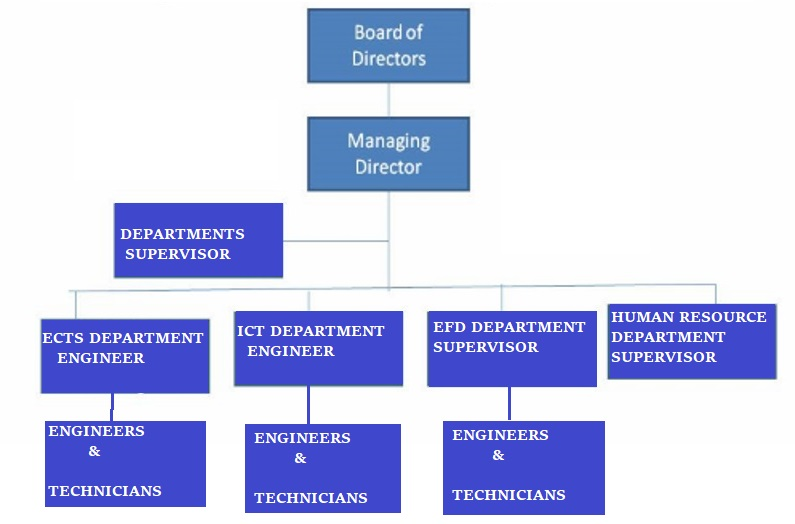 Board of
Directors
Managing
Director
DEPARTMENTS
SUPERVISOR
ECTS DEPARTMENT
ENGINEER
ICT DEPARTMENT
ENGINEER
EFD DEPARTMENT
SUPERVISOR
HUMAN RESOURCE
DEPARTMENT
SUPERVISOR
ENGINEERS
&
TECHNICIANS
ENGINEERS
&
TECHNICIANS
ENGINEERS
&
TECHNICIANS